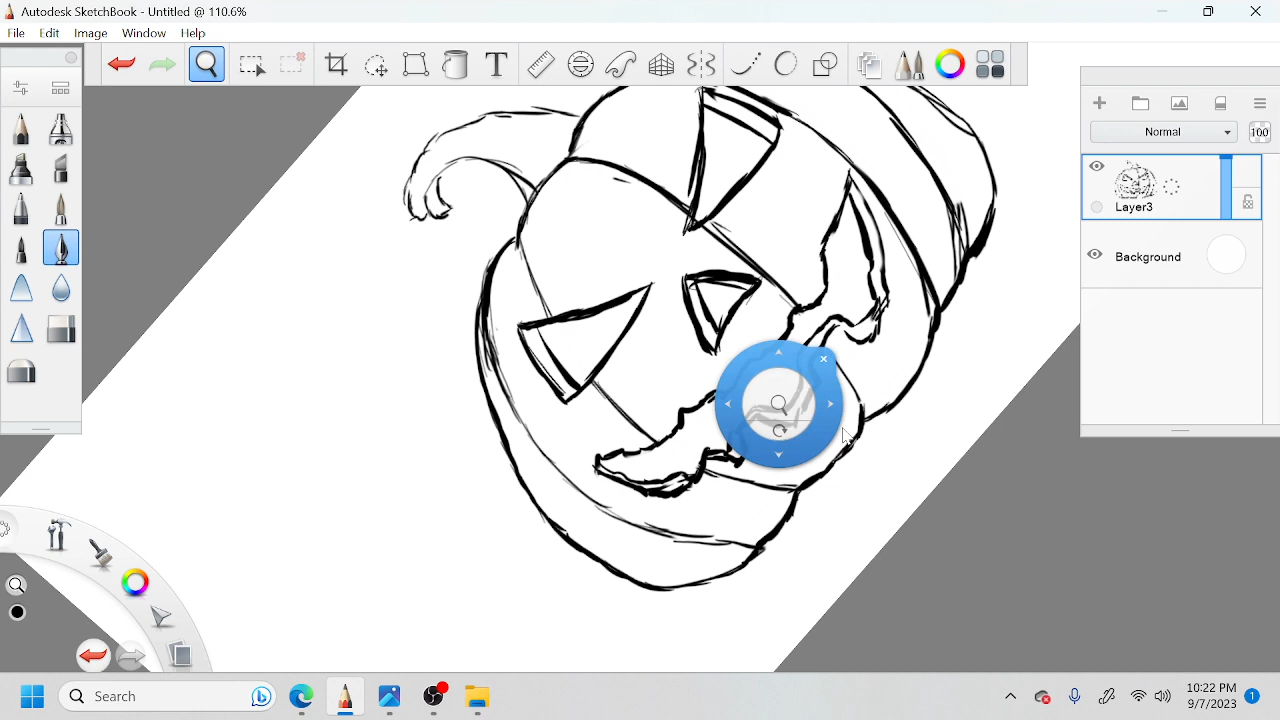 Autodesk SketchBook - Untitled @ 110.6%
File Edit Image Window Help
T
Normal 100
Layer3
Background
Search
10:22 PM
9/7/2023
1